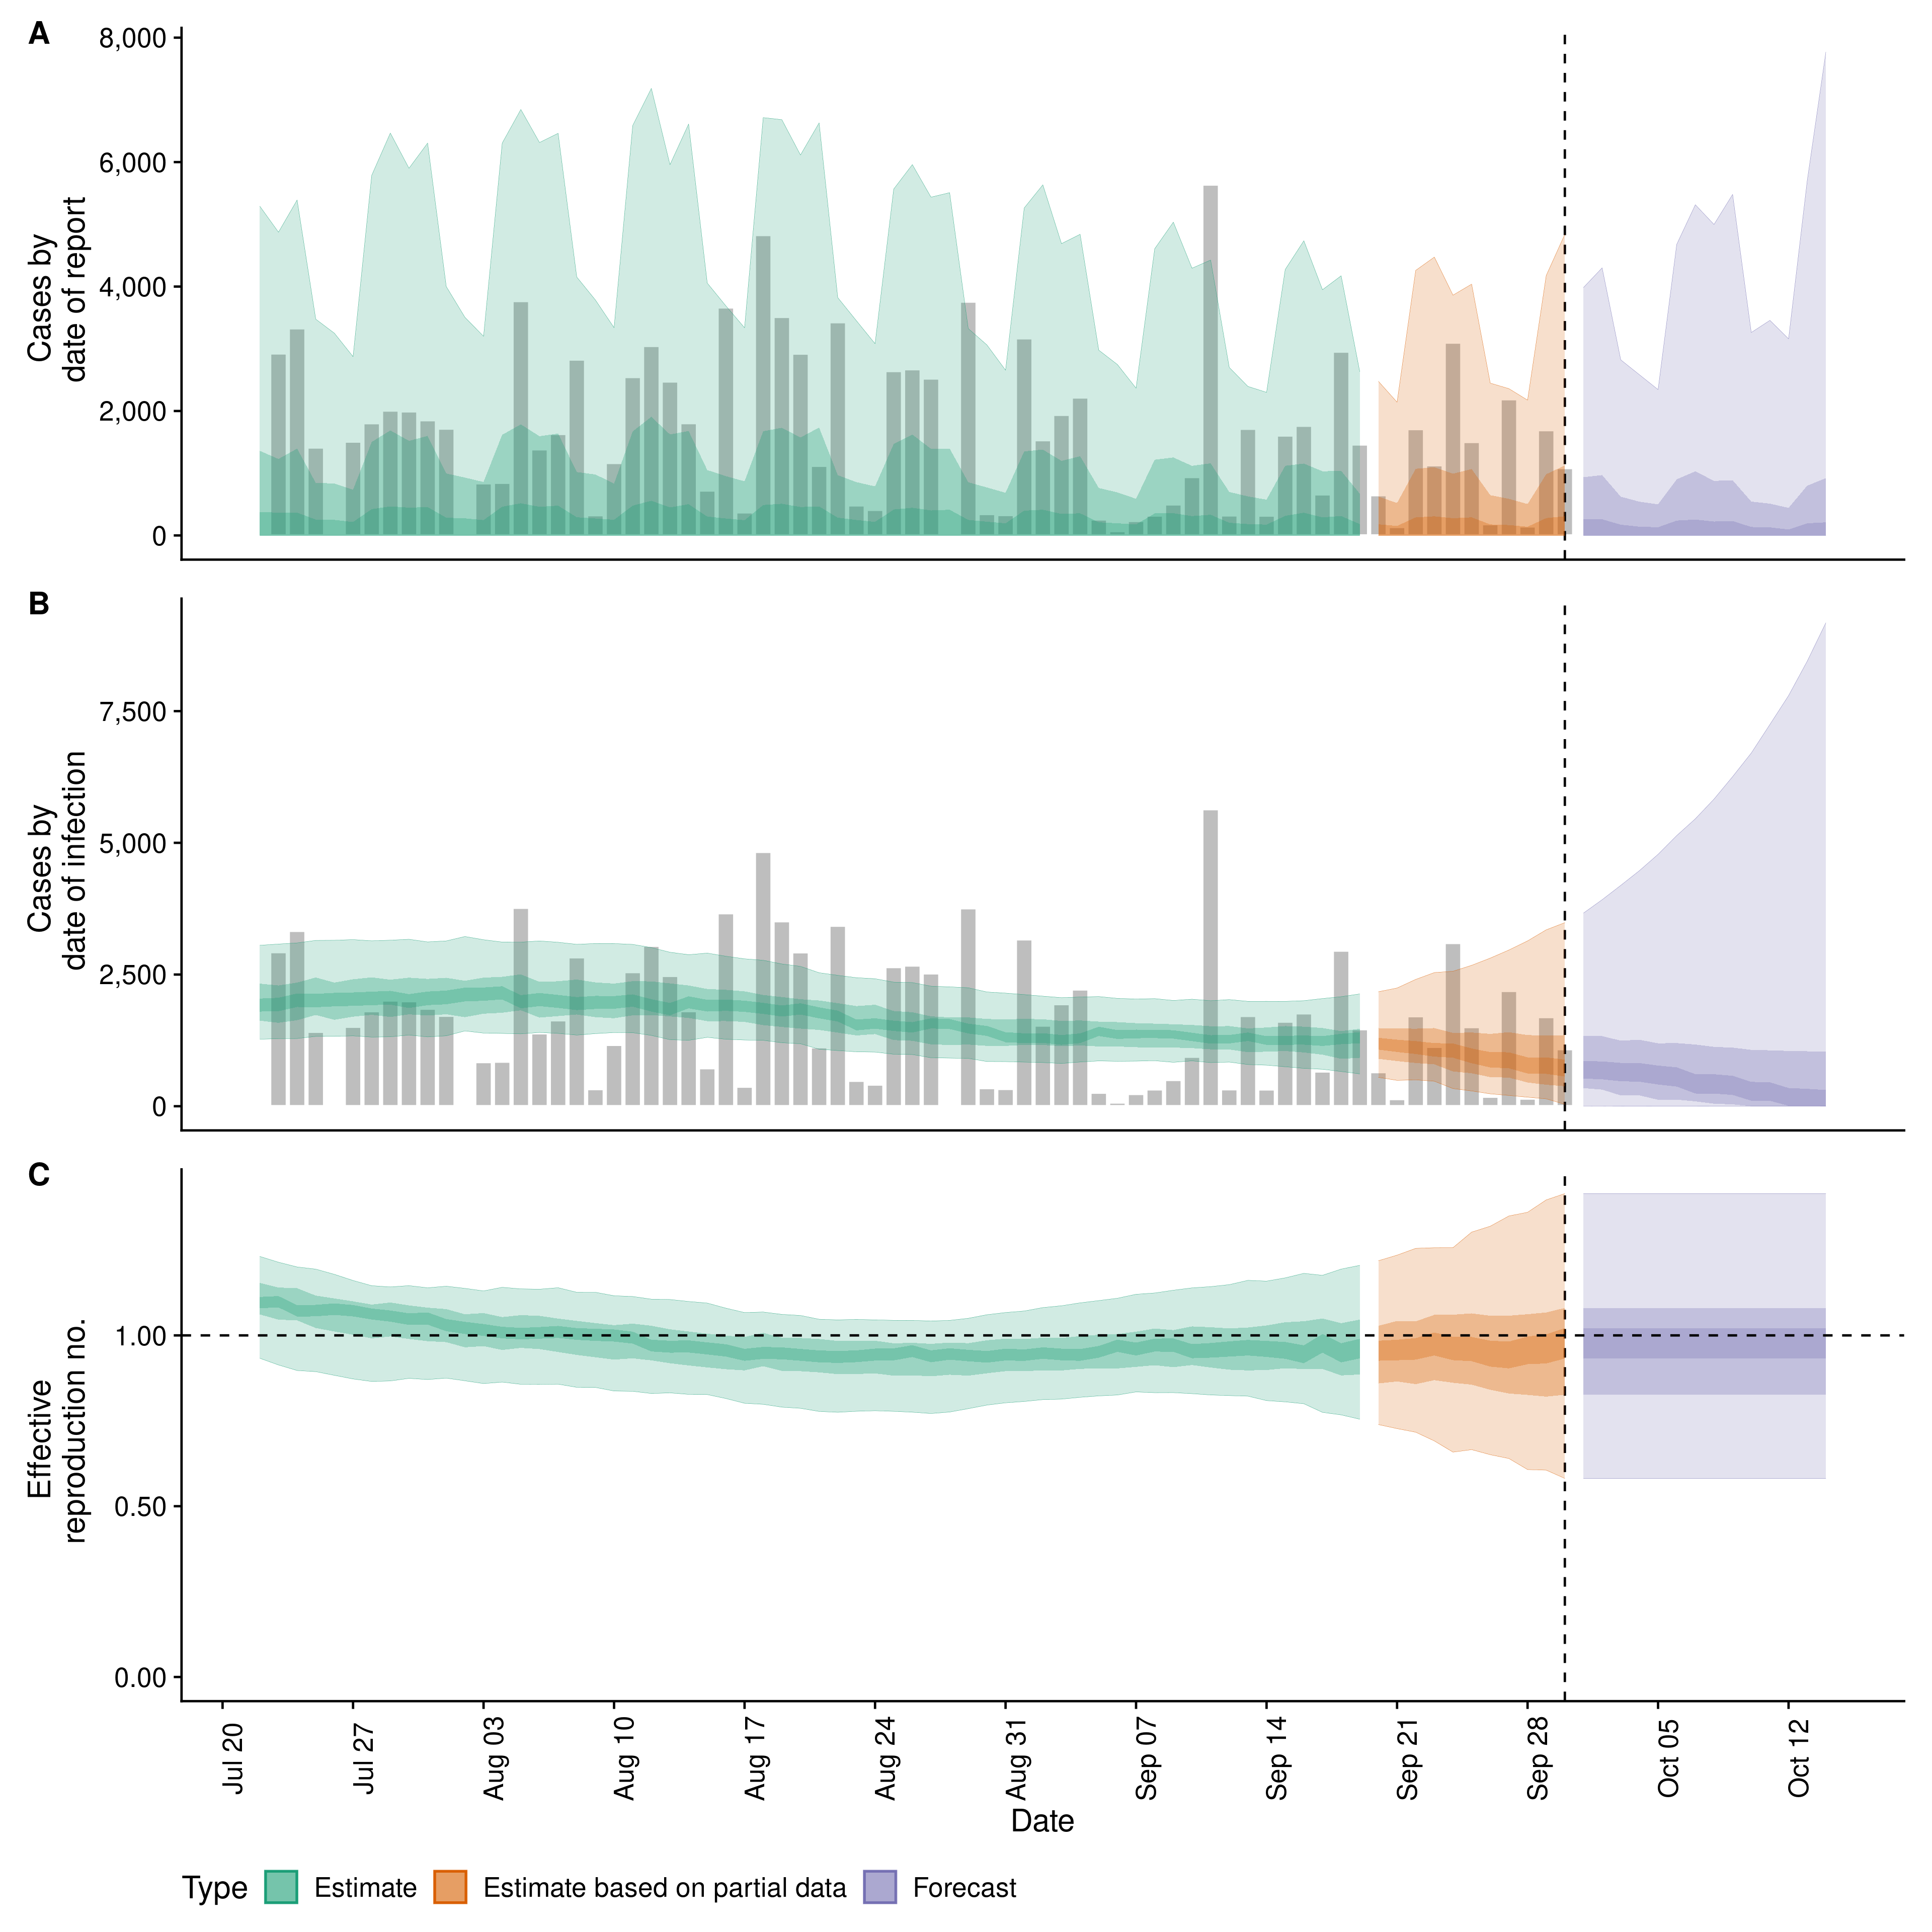 A
8,000
6,000
4,000
2,000
0
Cases by
date of report
B
7,500
5,000
2,500
0
Cases by
date of infection
C
1.00
0.50
0.00
Effective
reproduction no.
Jul 20
Jul 27
Aug 03
Aug 10
Aug 17
Aug 24
Aug 31
Sep 07
Sep 14
Sep 21
Sep 28
Oct 05
Oct 12
Date
Type Estimate Estimate based on partial data Forecast